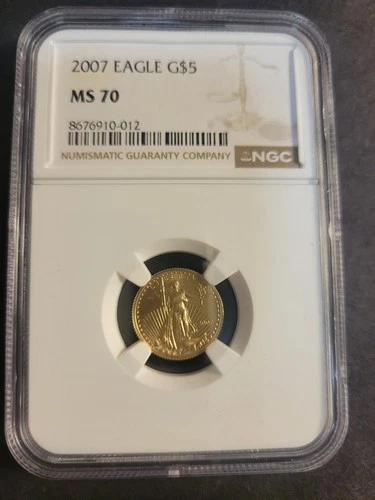 2007 EAGLE G$5
MS 70
8676910-012
NUMISMATIC GUARANTY COMPANY
NGC